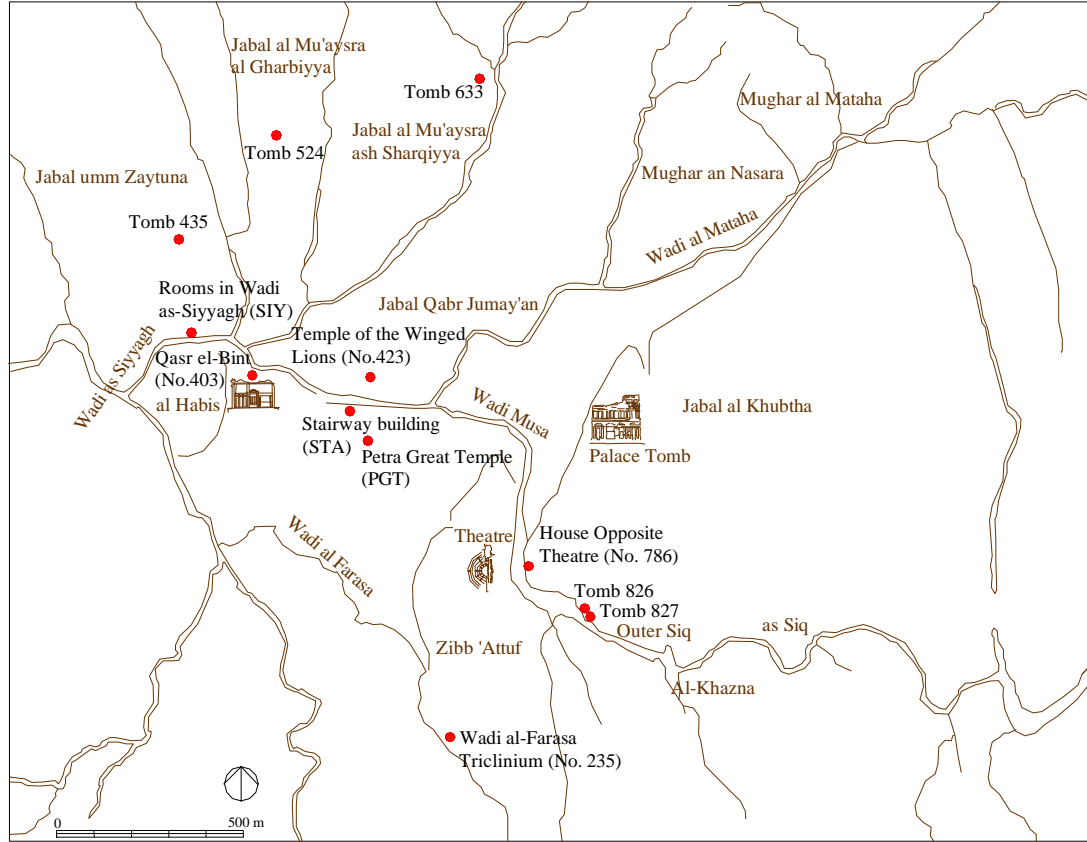 Jabal al Mu'aysra
al Gharbiyya
Tomb 633
Mughar al Mataha
Jabal al Mu'aysra
ash Sharqiyya
Tomb 524
Jabal umm Zaytuna
Mughar an Nasara
Tomb 435
Wadi al Mataha
Rooms in Wadi
as-Siyyagh (SIY)
Jabal Qabr Jumay'an
Temple of the Winged
Lions (No.423)
Wadi as Siyyagh
Qasr el-Bint
(No.403)
al Habis
Wadi Musa
Jabal al Khubtha
Stairway building
(STA)
Palace Tomb
Petra Great Temple
(PGT)
Wadi al Farasa
Theatre
House Opposite
Theatre (No. 786)
Tomb 826
Tomb 827
Outer Siq
as Siq
Zibb 'Attuf
Al-Khazna
Wadi al-Farasa
Triclinium (No. 235)
0
500 m